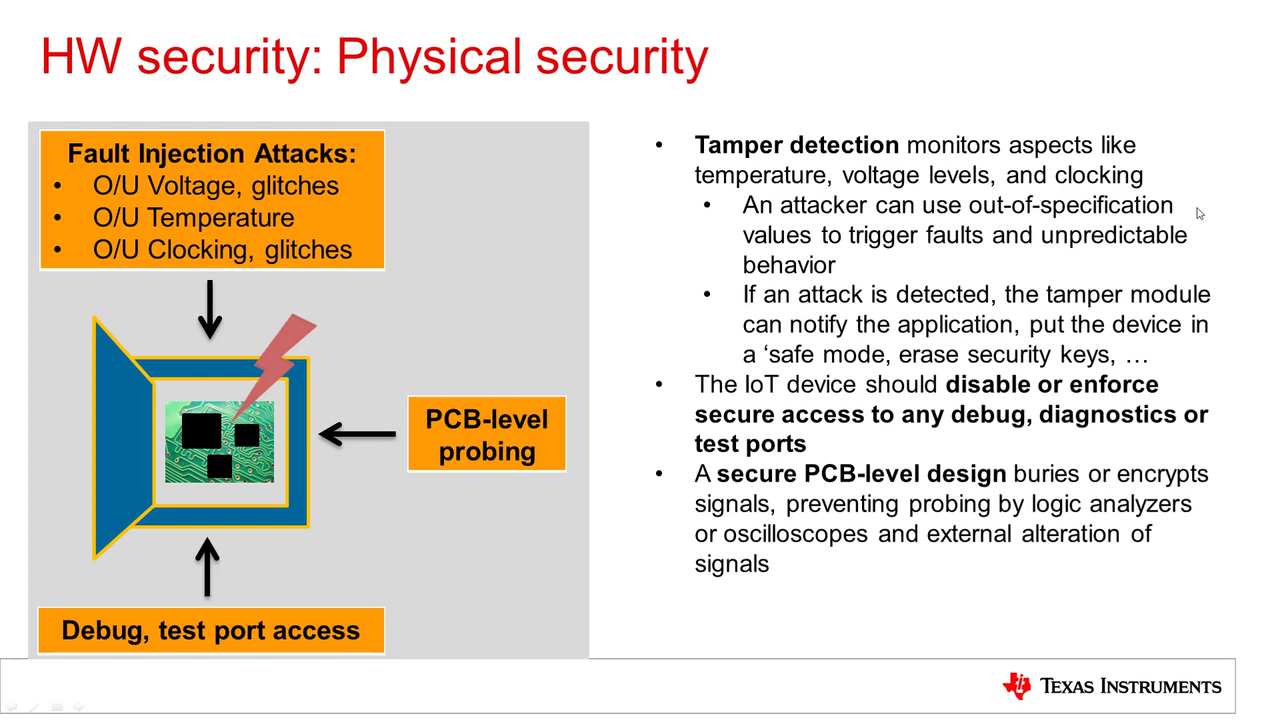 HW security: Physical security
Fault Injection Attacks:
• O/U Voltage, glitches
• O/U Temperature
• O/U Clocking, glitches
PCB-level
probing
Debug, test port access
• Tamper detection monitors aspects like
temperature, voltage levels, and clocking
• An attacker can use out-of-specification
values to trigger faults and unpredictable
behavior
• If an attack is detected, the tamper module
can notify the application, put the device in
a ‘safe mode, erase security keys, …
• The IoT device should disable or enforce
secure access to any debug, diagnostics or
test ports
• A secure PCB-level design buries or encrypts
signals, preventing probing by logic analyzers
or oscilloscopes and external alteration of
signals
TEXAS INSTRUMENTS